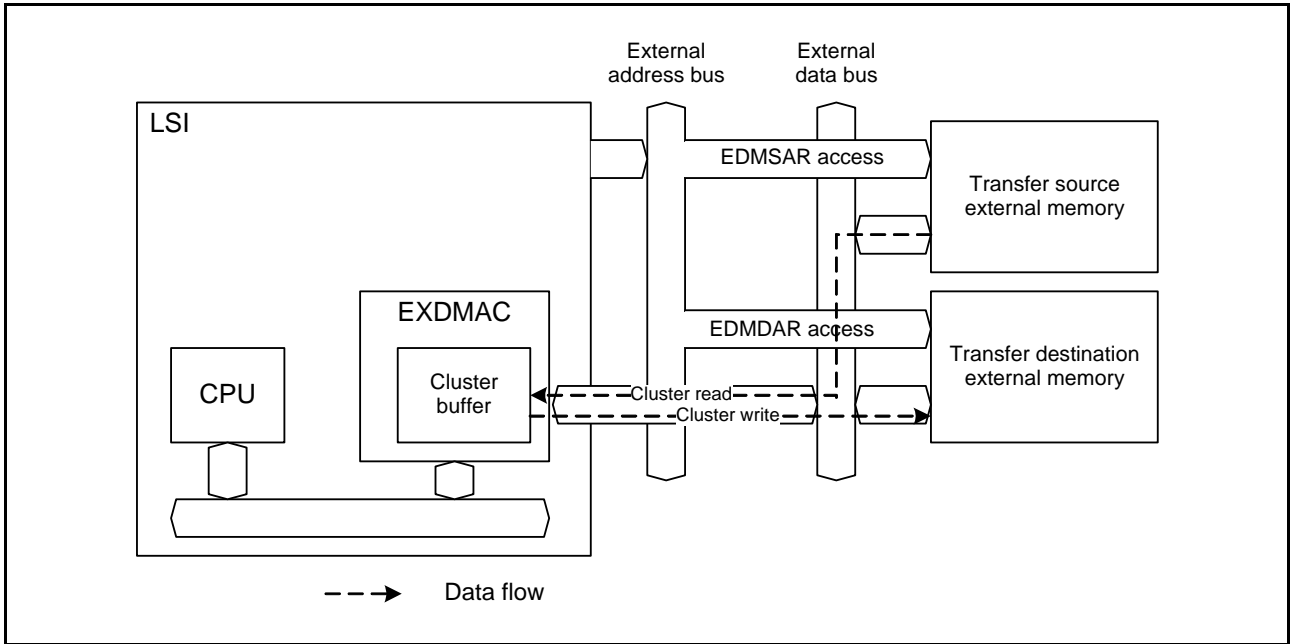 External
address bus
External
data bus
LSI
EDMSAR access
Transfer source
external memory
EXDMAC
EDMDAR access
CPU
Cluster
buffer
Transfer destination
external memory
Cluster read
Cluster write
Data flow